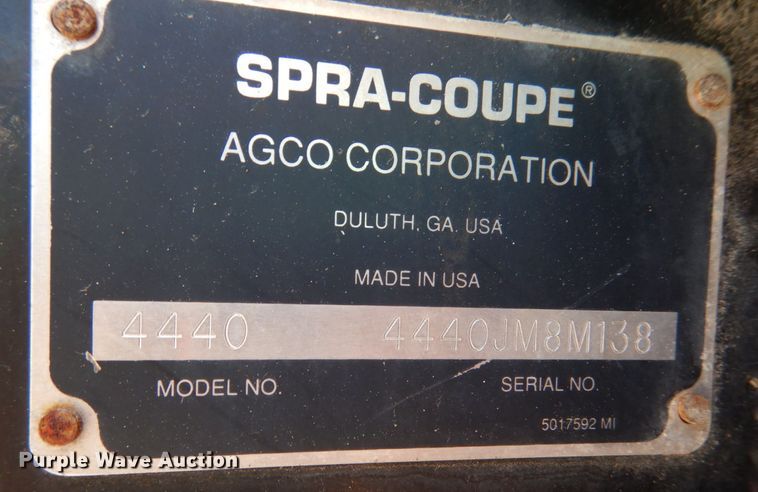 SPRA-COUPE®
AGCO CORPORATION
DULUTH, GA. USA
MADE IN USA
4440 4440JM8M138
MODEL NO. SERIAL NO.
5017592 MI
Purple Wave Auction